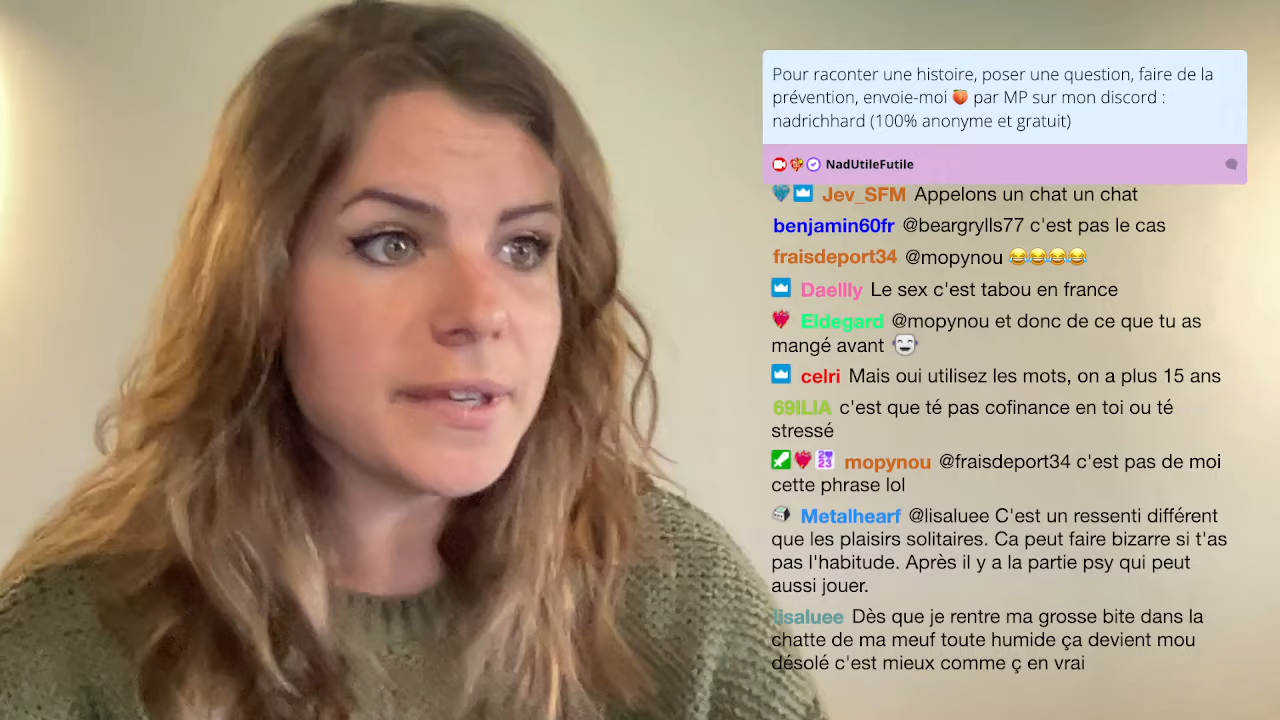 Pour raconter une histoire, poser une question, faire de la
prévention, envoie-moi 🍑 par MP sur mon discord :
nadrichhard (100% anonyme et gratuit)
NadUtileFutile
Jev_SFM Appelons un chat un chat
benjamin60fr @beargrylls77 c'est pas le cas
fraisdeport34 @mopynou 😂😂😂😂
Daellly Le sex c'est tabou en france
Eldegard @mopynou et donc de ce que tu as
mangé avant
celri Mais oui utilisez les mots, on a plus 15 ans
69ILIA c'est que té pas cofinance en toi ou té
stressé
2023 mopynou @fraisdeport34 c'est pas de moi
cette phrase lol
Metalhearf @lisaluee C'est un ressenti différent
que les plaisirs solitaires. Ca peut faire bizarre si t'as
pas l'habitude. Après il y a la partie psy qui peut
aussi jouer.
lisaluee Dès que je rentre ma grosse bite dans la
chatte de ma meuf toute humide ça devient mou
désolé c'est mieux comme ç en vrai